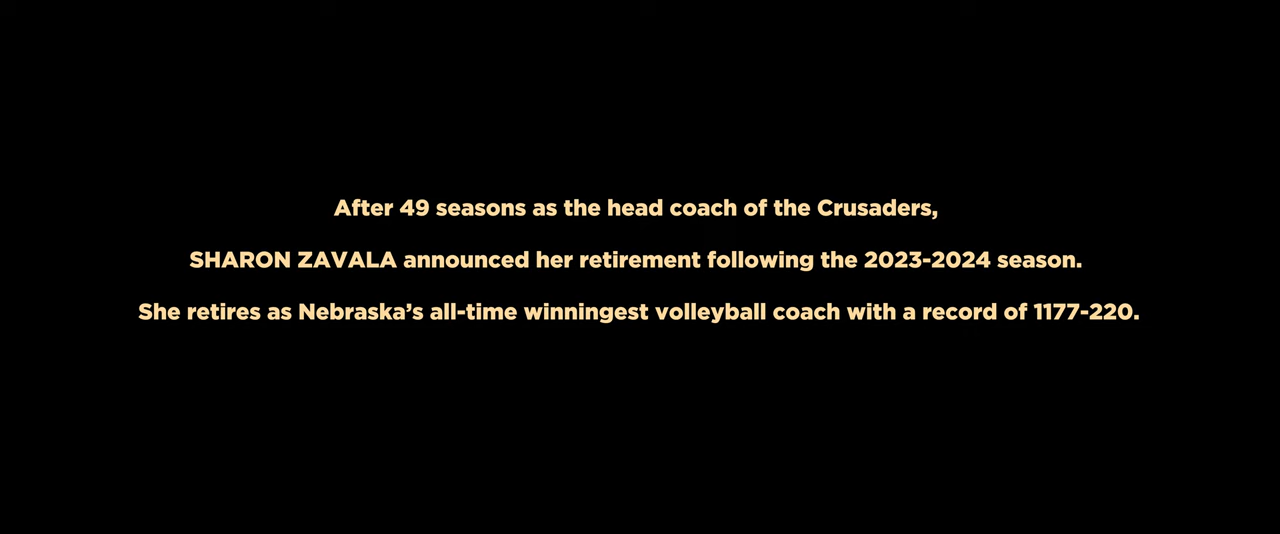 After 49 seasons as the head coach of the Crusaders,
SHARON ZAVALA announced her retirement following the 2023-2024 season.
She retires as Nebraska’s all-time winningest volleyball coach with a record of 1177-220.